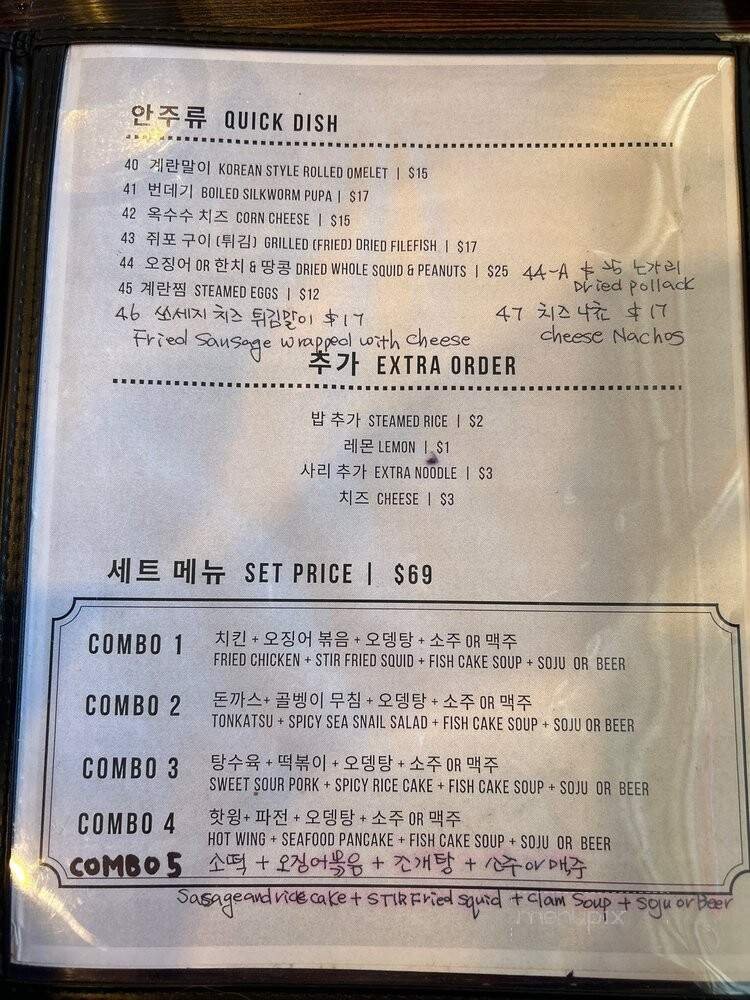 안주류 QUICK DISH
40 계란말이 KOREAN STYLE ROLLED OMELET | $15
41 번데기 BOILED SILKWORM PUPA | $17
42 옥수수 치즈 CORN CHEESE | $15
43 쥐포 구이 (튀김) GRILLED (FRIED) DRIED FILEFISH | $17
44 오징어 OR 한치 & 땅콩 DRIED WHOLE SQUID & PEANUTS | $25 44-A $ 25 노가리
Dried pollack
45 계란찜 STEAMED EGGS | $12
46 쏘세지 치즈 튀김말이 $17 47 치즈 나쵸 $17
Fried Sausage wrapped with cheese cheese Nachos
추가 EXTRA ORDER
밥 추가 STEAMED RICE | $2
레몬 LEMON | $1
사리 추가 EXTRA NOODLE | $3
치즈 CHEESE | $3
세트 메뉴 SET PRICE | $69
COMBO 1 치킨 + 오징어 볶음 + 오뎅탕 + 소주 OR 맥주
FRIED CHICKEN + STIR FRIED SQUID + FISH CAKE SOUP + SOJU OR BEER
COMBO 2 돈까스+ 골벵이 무침 + 오뎅탕 + 소주 OR 맥주
TONKATSU + SPICY SEA SNAIL SALAD + FISH CAKE SOUP + SOJU OR BEER
COMBO 3 탕수육 + 떡볶이 + 오뎅탕 + 소주 OR 맥주
SWEET SOUR PORK + SPICY RICE CAKE + FISH CAKE SOUP + SOJU OR BEER
COMBO 4 핫윙+ 파전 + 오뎅탕 + 소주 OR 맥주
HOT WING + SEAFOOD PANCAKE + FISH CAKE SOUP + SOJU OR BEER
COMBO 5 소떡 + 오징어볶음 + 조개탕 + 소주 or 맥주
Sasage and rice cake + STIR Fried squid + Clam Soup + soju or Beer